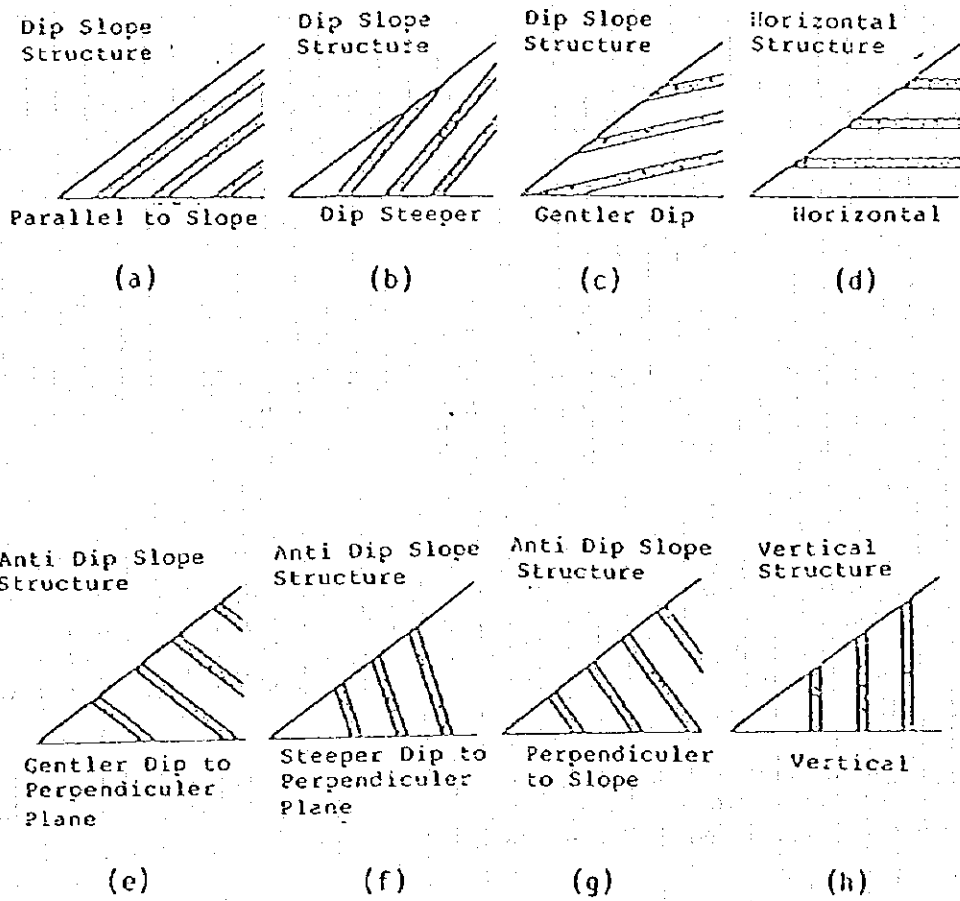 Dip Slope
Structure
Parallel to Slope
(a)
Dip Slope
Structure
Dip Steeper
(b)
Dip Slope
Structure
Gentler Dip
(c)
Horizontal
Structure
Horizontal
(d)
Anti Dip Slope
Structure
Gentler Dip to
Perpendiculer
Plane
(e)
Anti Dip Slope
Structure
Steeper Dip to
Perpendiculer
Plane
(f)
Anti Dip Slope
Structure
Perpendiculer
to Slope
(g)
Vertical
Structure
Vertical
(h)